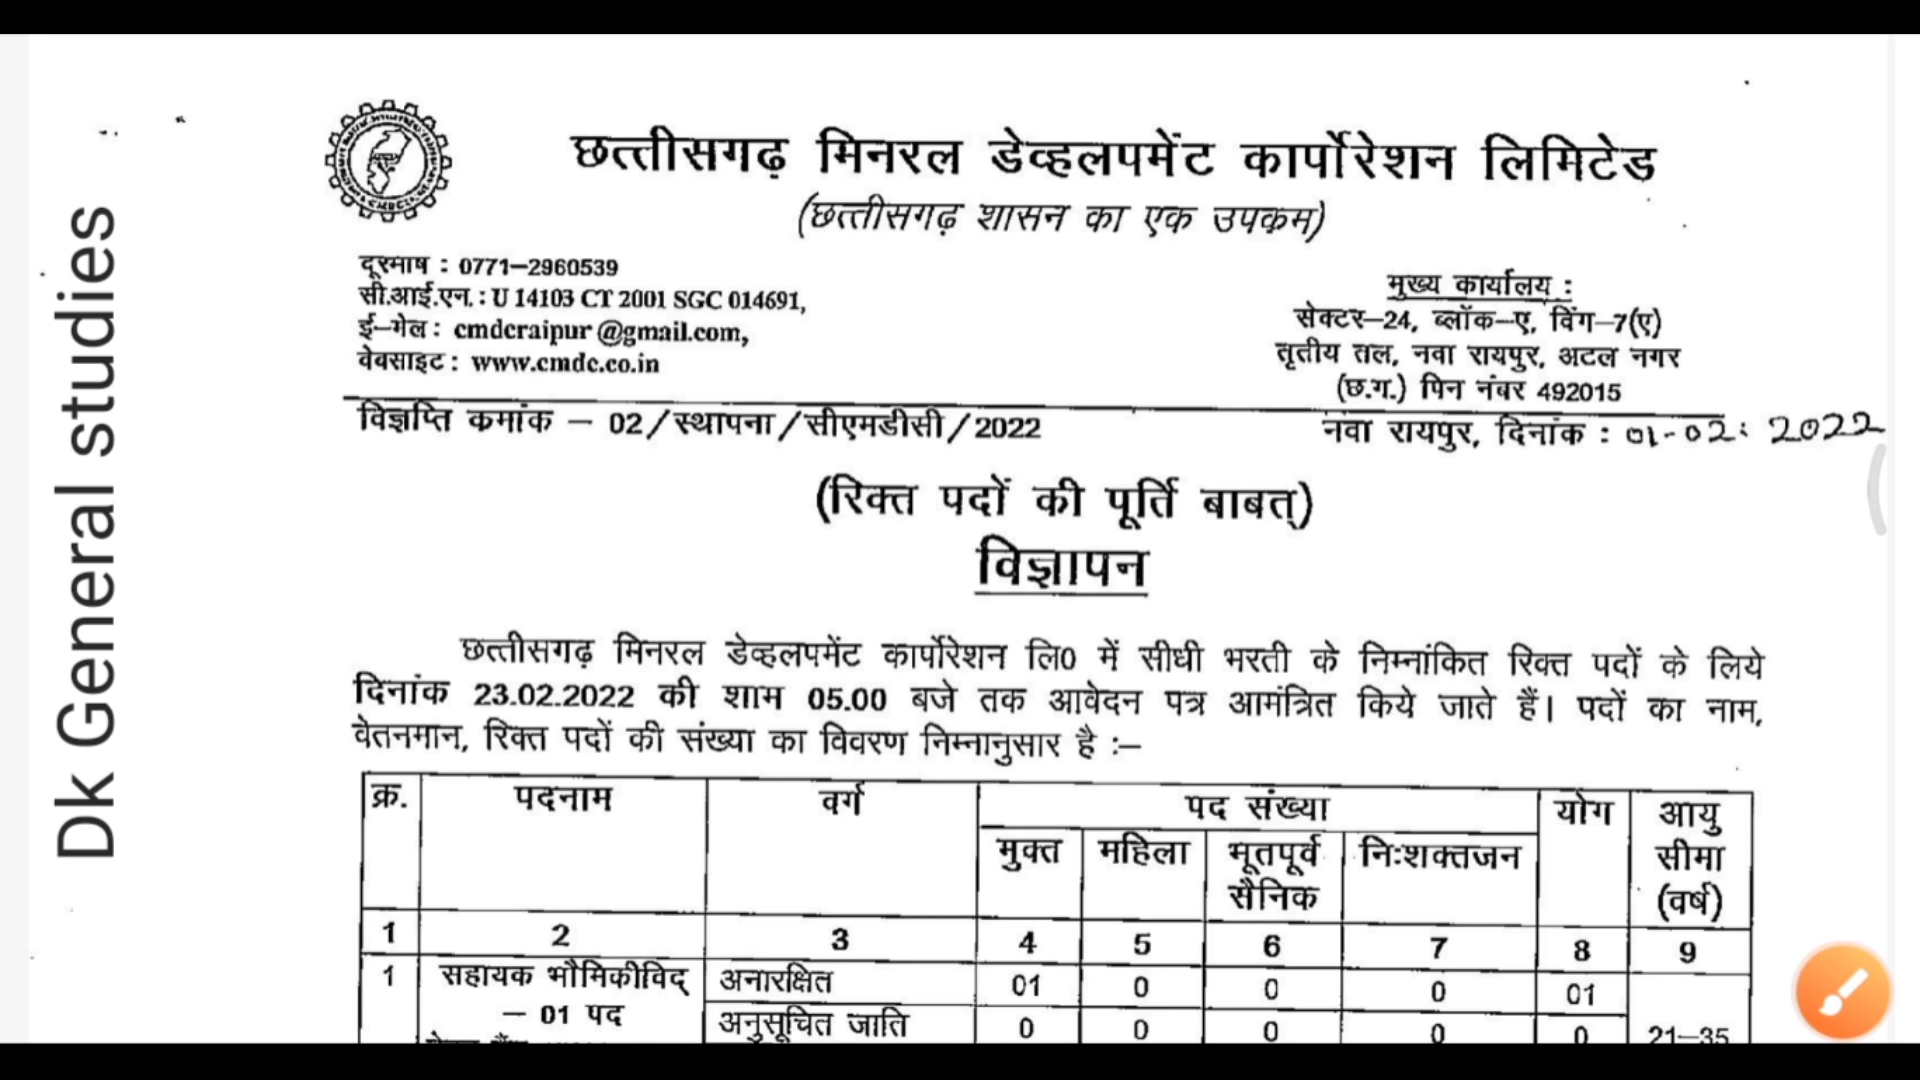 Dk General studies
छत्तीसगढ़ मिनरल डेव्हलपमेंट कार्पोरेशन लिमिटेड
(छत्तीसगढ़ शासन का एक उपकम)
दूरभाष : 0771–2960539
सी.आई.एन. : U 14103 CT 2001 SGC 014691,
ई–मेल : cmdcraipur@gmail.com,
वेबसाइट : www.cmdc.co.in
मुख्य कार्यालय :
सेक्टर–24, ब्लॉक–ए, विंग–7(ए)
तृतीय तल, नवा रायपुर, अटल नगर
(छ.ग.) पिन नंबर 492015
विज्ञप्ति कमांक – 02/स्थापना/सीएमडीसी/2022
नवा रायपुर, दिनांक : 01-02: 2022
(रिक्त पदों की पूर्ति बाबत्)
विज्ञापन
छत्तीसगढ़ मिनरल डेव्हलपमेंट कार्पोरेशन लि0 में सीधी भरती के निम्नांकित रिक्त पदों के लिये
दिनांक 23.02.2022 की शाम 05.00 बजे तक आवेदन पत्र आमंत्रित किये जाते हैं। पदों का नाम,
वेतनमान, रिक्त पदों की संख्या का विवरण निम्नानुसार है :–
क्र. पदनाम वर्ग पद संख्या योग आयु सीमा (वर्ष)
मुक्त महिला भूतपूर्व सैनिक निःशक्तजन
1 2 3 4 5 6 7 8 9
1 सहायक भौमिकीविद् अनारक्षित 01 0 0 0 01
– 01 पद अनुसूचित जाति 0 0 0 0 0 21–35